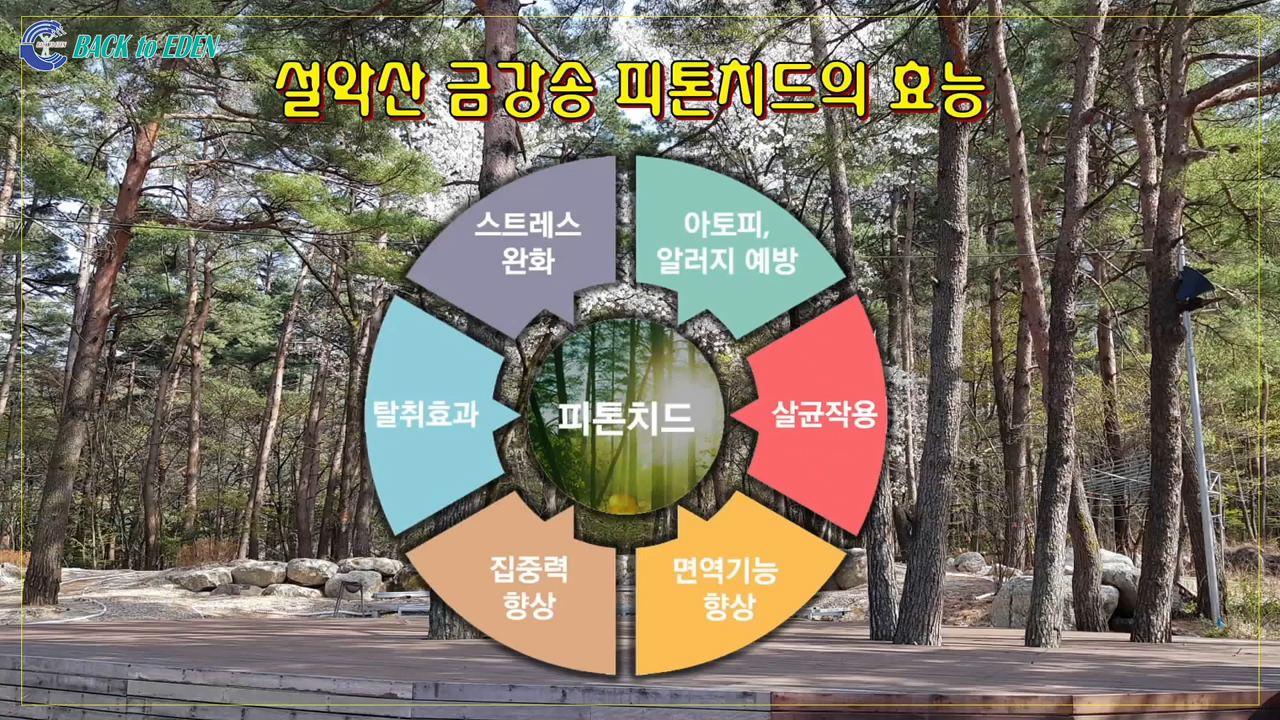 BACK to EDEN
설악산 금강송 피톤치드의 효능
스트레스
완화
아토피,
알러지 예방
탈취효과
피톤치드
살균작용
집중력
향상
면역기능
향상